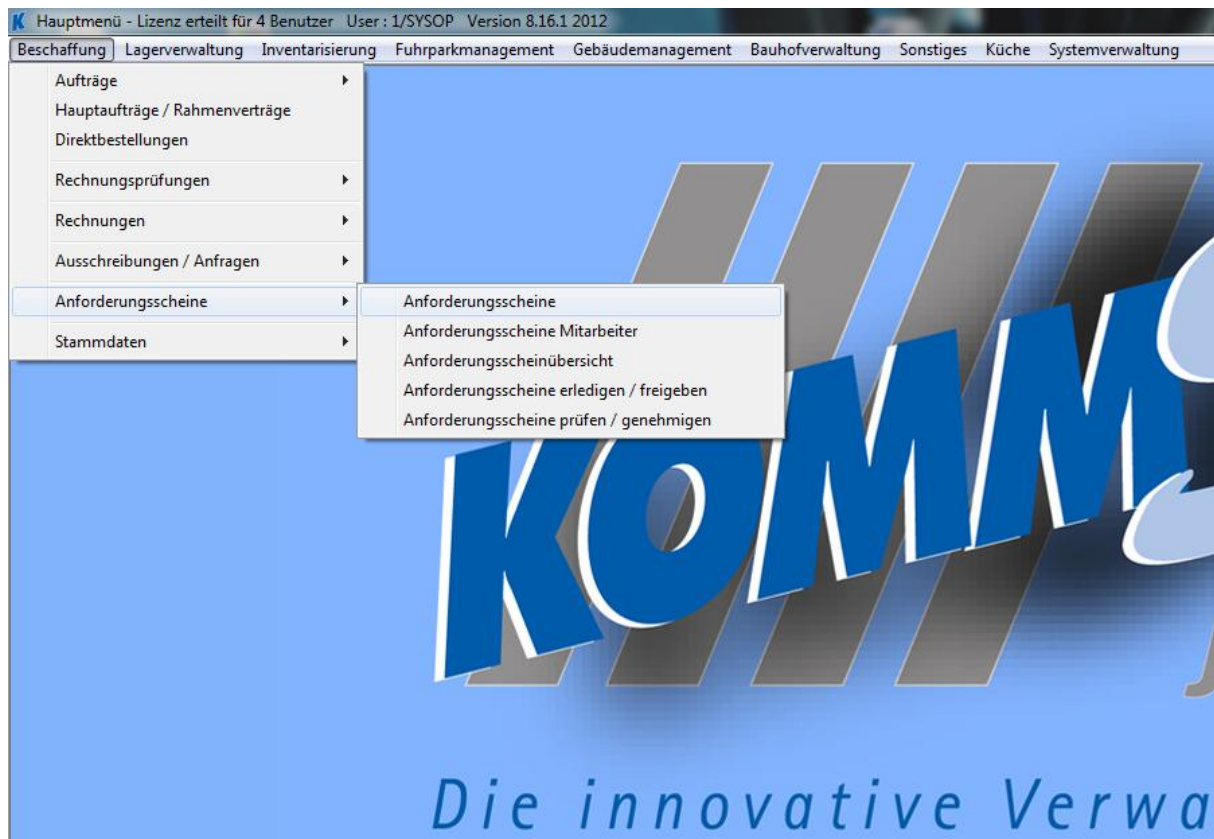 Hauptmenü - Lizenz erteilt für 4 Benutzer User : 1/SYSOP Version 8.16.1 2012
Beschaffung Lagerverwaltung Inventarisierung Fuhrparkmanagement Gebäudemanagement Bauhofverwaltung Sonstiges Küche Systemverwaltung
Aufträge
Hauptaufträge / Rahmenverträge
Direktbestellungen
Rechnungsprüfungen
Rechnungen
Ausschreibungen / Anfragen
Anforderungsscheine
Stammdaten
Anforderungsscheine
Anforderungsscheine Mitarbeiter
Anforderungsscheinübersicht
Anforderungsscheine erledigen / freigeben
Anforderungsscheine prüfen / genehmigen
KOMM
Die innovative Verwa